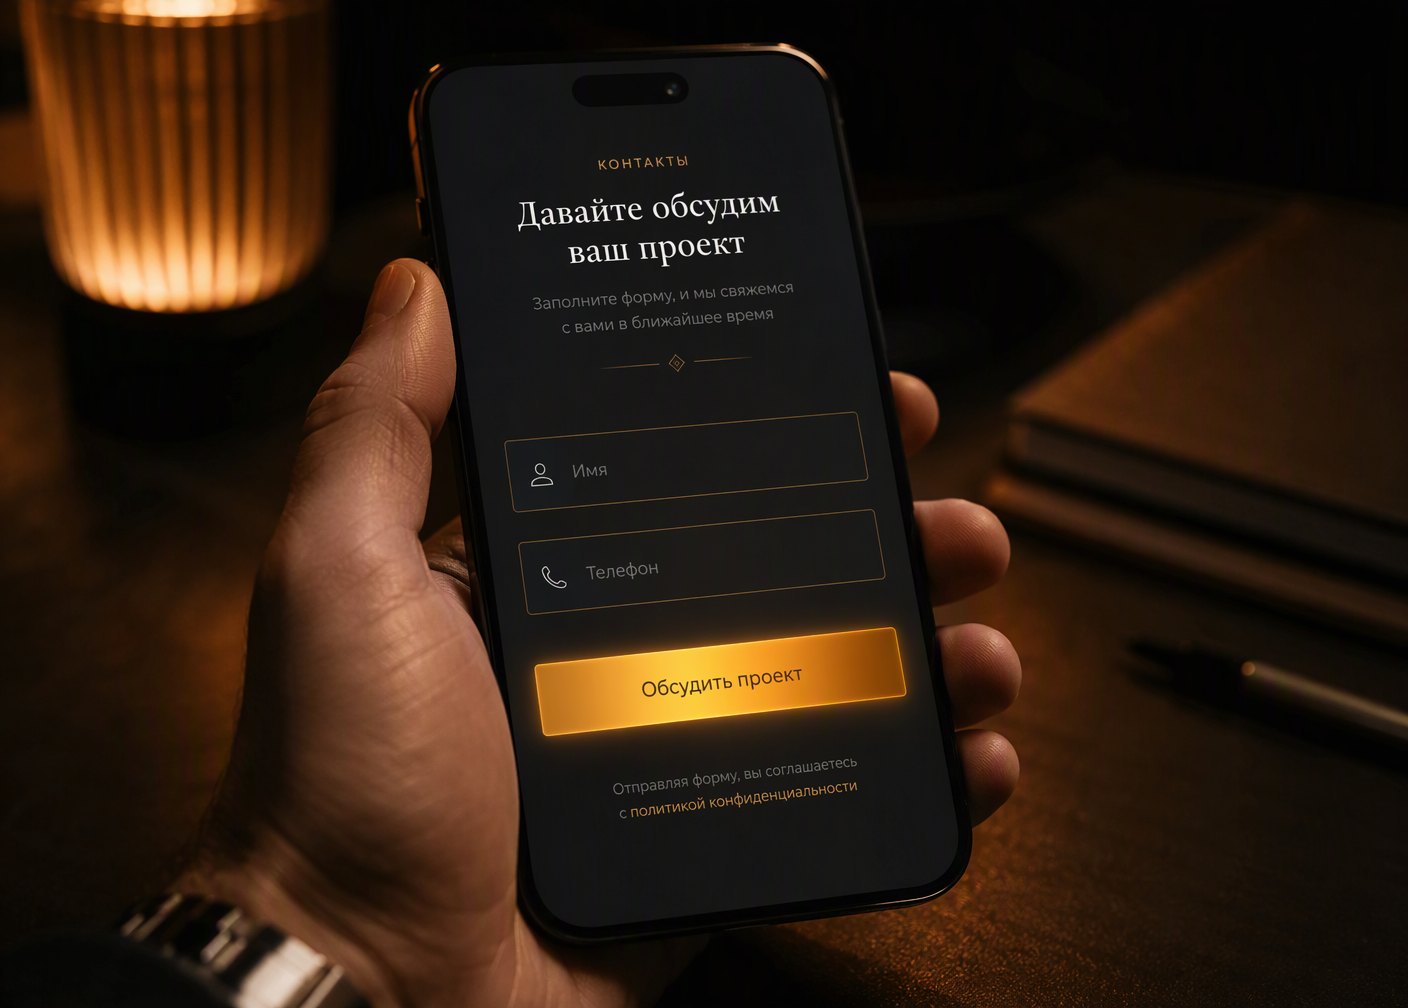 КОНТАКТЫ
Давайте обсудим
ваш проект
Заполните форму, и мы свяжемся
с вами в ближайшее время
Имя
Телефон
Обсудить проект
Отправляя форму, вы соглашаетесь
с политикой конфиденциальности